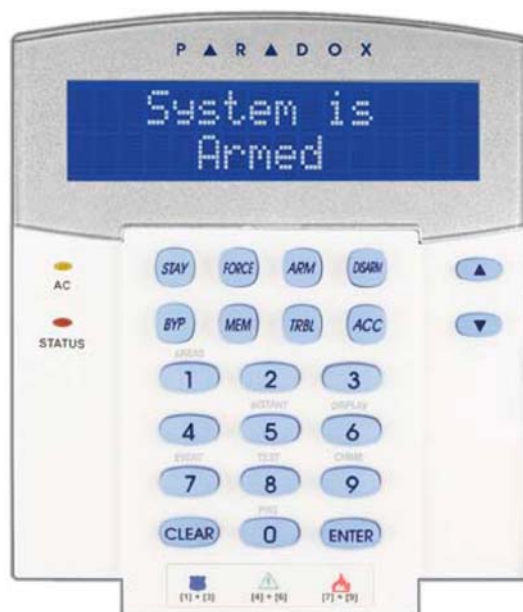 PARADOX
System is
Armed
STAY FORCE ARM DISARM
AC
BYP MEM TRBL ACC
STATUS
AREAS
1 2 3
INSTANT DISPLAY
4 5 6
EVENT TEST CHIME
7 8 9
PRG
CLEAR 0 ENTER
[1] + [3] [4] + [6] [7] + [9]